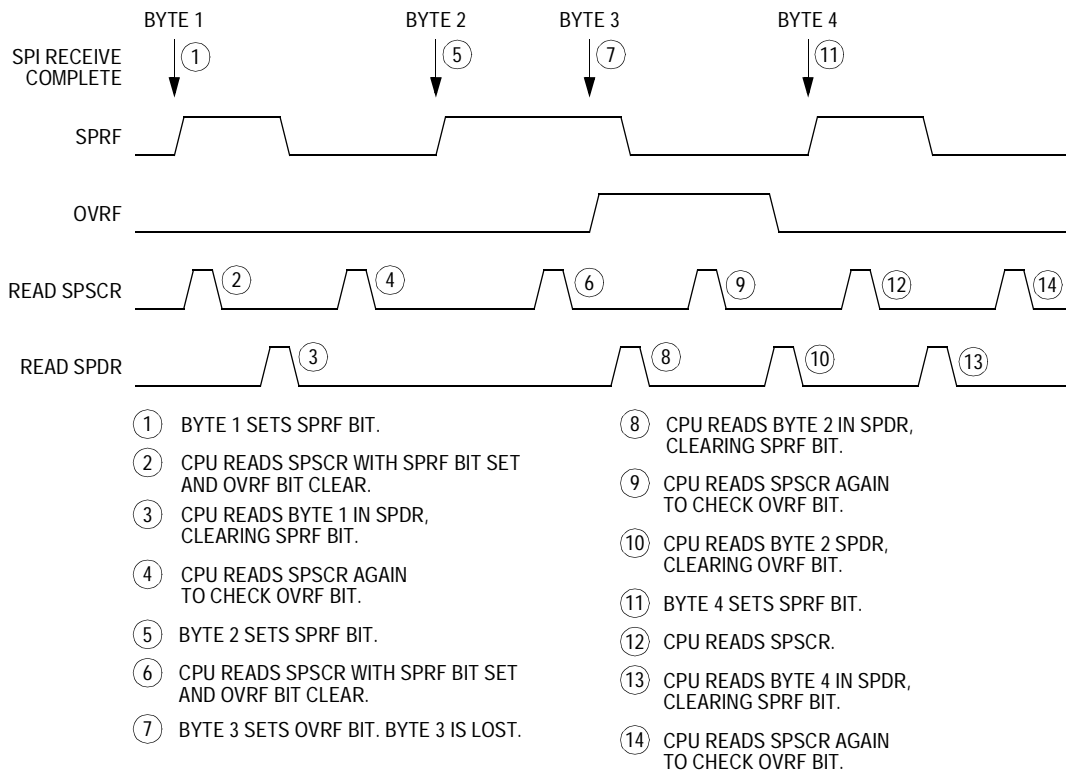 BYTE 1
BYTE 2
BYTE 3
BYTE 4
SPI RECEIVE
COMPLETE
1
5
7
11
SPRF
OVRF
READ SPSCR
2
4
6
9
12
14
READ SPDR
3
8
10
13
1 BYTE 1 SETS SPRF BIT.
2 CPU READS SPSCR WITH SPRF BIT SET
AND OVRF BIT CLEAR.
3 CPU READS BYTE 1 IN SPDR,
CLEARING SPRF BIT.
4 CPU READS SPSCR AGAIN
TO CHECK OVRF BIT.
5 BYTE 2 SETS SPRF BIT.
6 CPU READS SPSCR WITH SPRF BIT SET
AND OVRF BIT CLEAR.
7 BYTE 3 SETS OVRF BIT. BYTE 3 IS LOST.
8 CPU READS BYTE 2 IN SPDR,
CLEARING SPRF BIT.
9 CPU READS SPSCR AGAIN
TO CHECK OVRF BIT.
10 CPU READS BYTE 2 SPDR,
CLEARING OVRF BIT.
11 BYTE 4 SETS SPRF BIT.
12 CPU READS SPSCR.
13 CPU READS BYTE 4 IN SPDR,
CLEARING SPRF BIT.
14 CPU READS SPSCR AGAIN
TO CHECK OVRF BIT.